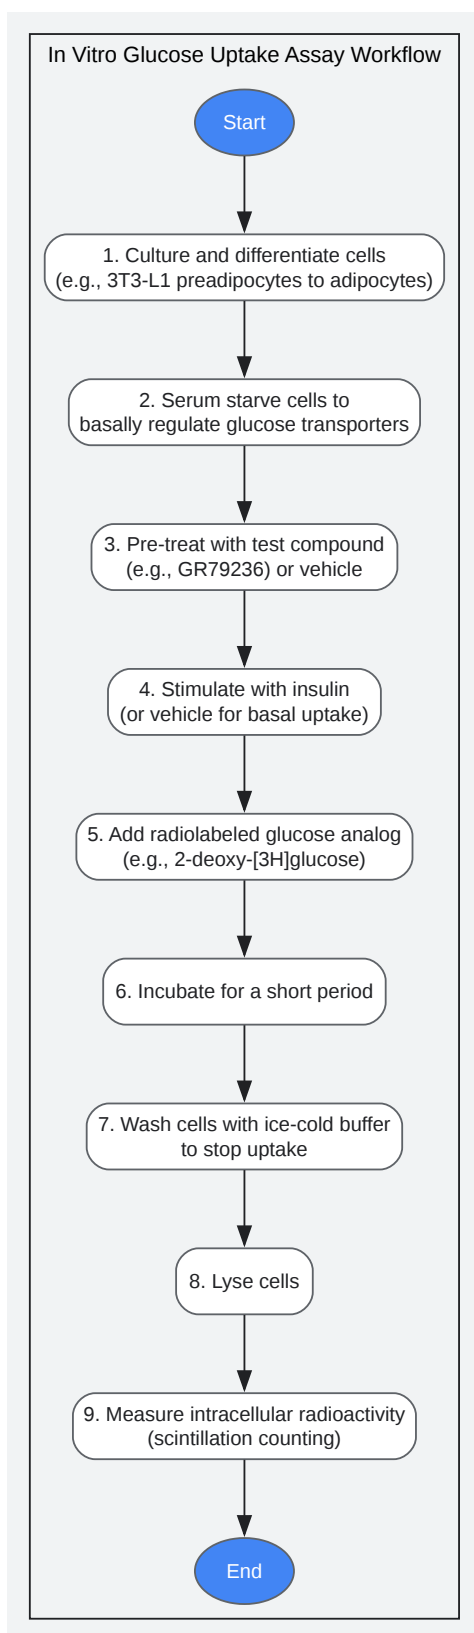 In Vitro Glucose Uptake Assay Workflow
Start
1. Culture and differentiate cells
(e.g., 3T3-L1 preadipocytes to adipocytes)
2. Serum starve cells to
basally regulate glucose transporters
3. Pre-treat with test compound
(e.g., GR79236) or vehicle
4. Stimulate with insulin
(or vehicle for basal uptake)
5. Add radiolabeled glucose analog
(e.g., 2-deoxy-[3H]glucose)
6. Incubate for a short period
7. Wash cells with ice-cold buffer
to stop uptake
8. Lyse cells
9. Measure intracellular radioactivity
(scintillation counting)
End